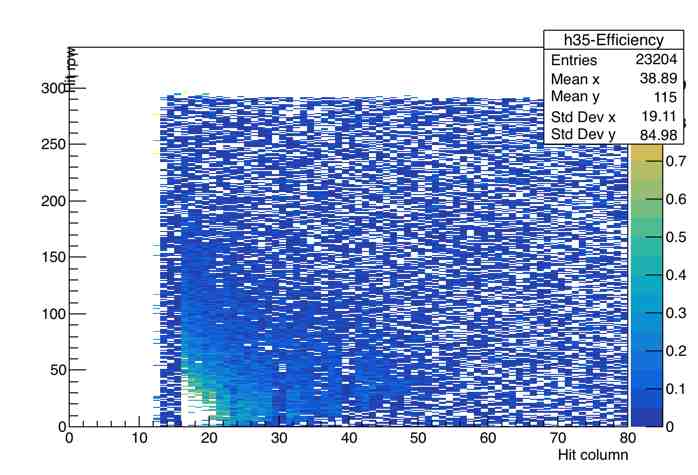 h35-Efficiency
Entries 23204
Mean x 38.89
Mean y 115
Std Dev x 19.11
Std Dev y 84.98
Hit row
300
250
200
150
100
50
0
0 10 20 30 40 50 60 70 80
Hit column
0.7
0.6
0.5
0.4
0.3
0.2
0.1
0